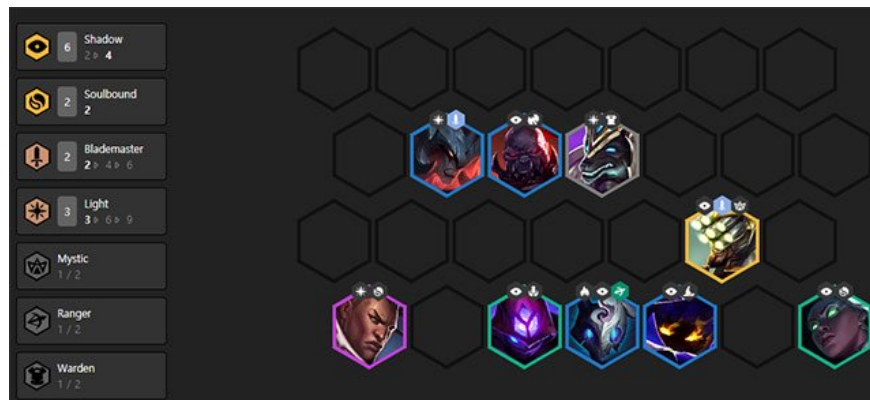 6 Shadow
2 > 4
2 Soulbound
2
2 Blademaster
2 > 4 > 6
3 Light
3 > 6 > 9
Mystic
1 / 2
Ranger
1 / 2
Warden
1 / 2